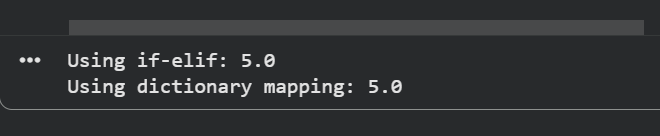 Using if-elif: 5.0
Using dictionary mapping: 5.0